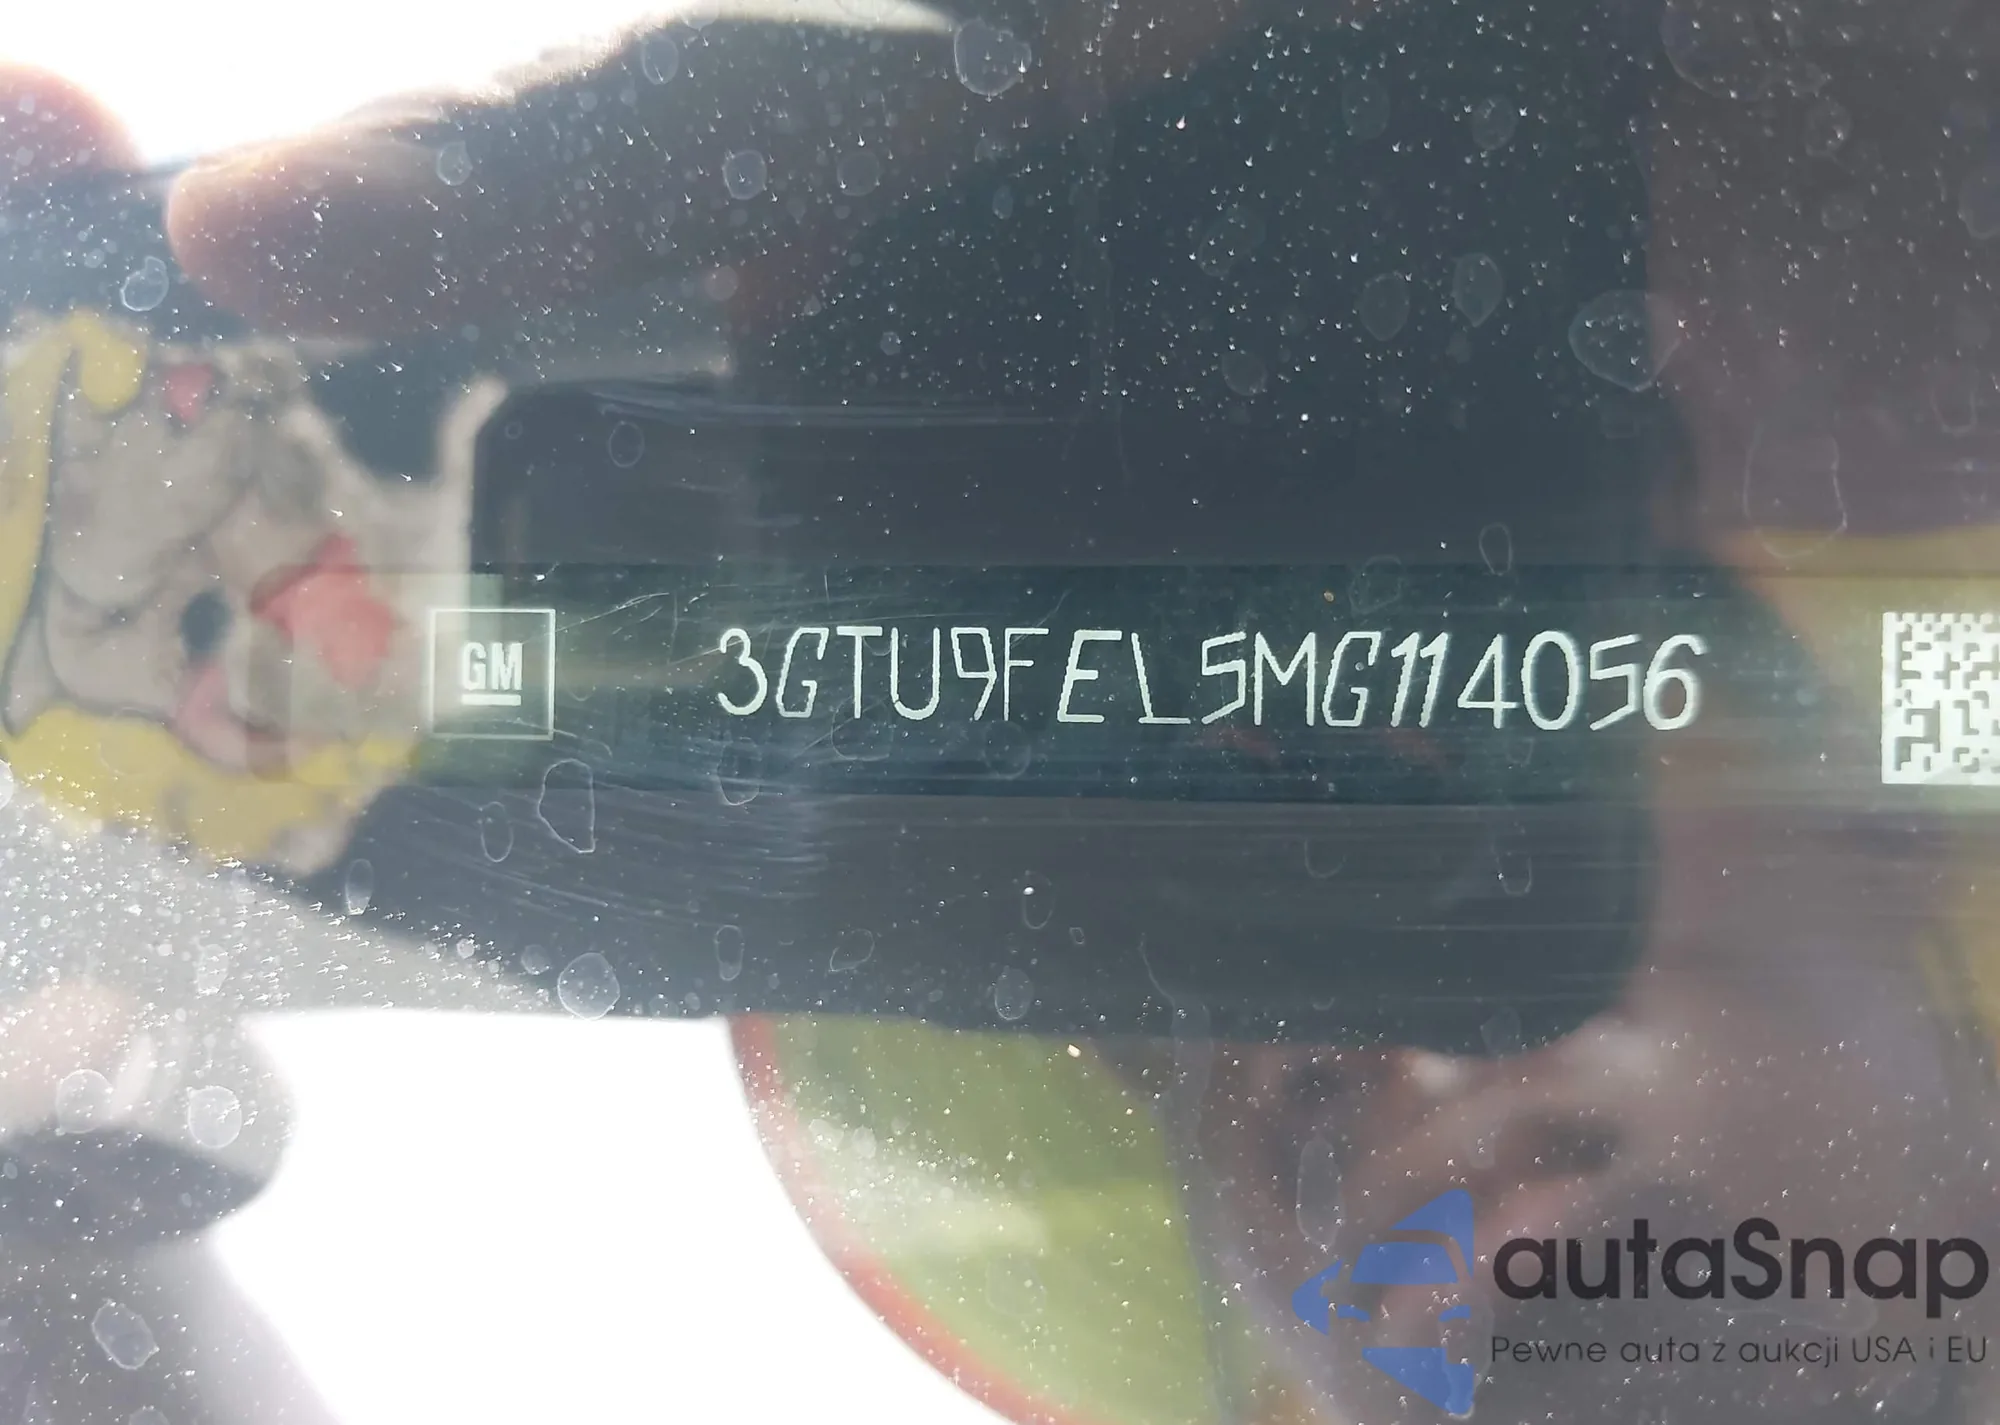 GM 3GTU9FEL5MG114056
autaSnap
Pewne auta z aukcji USA i EU